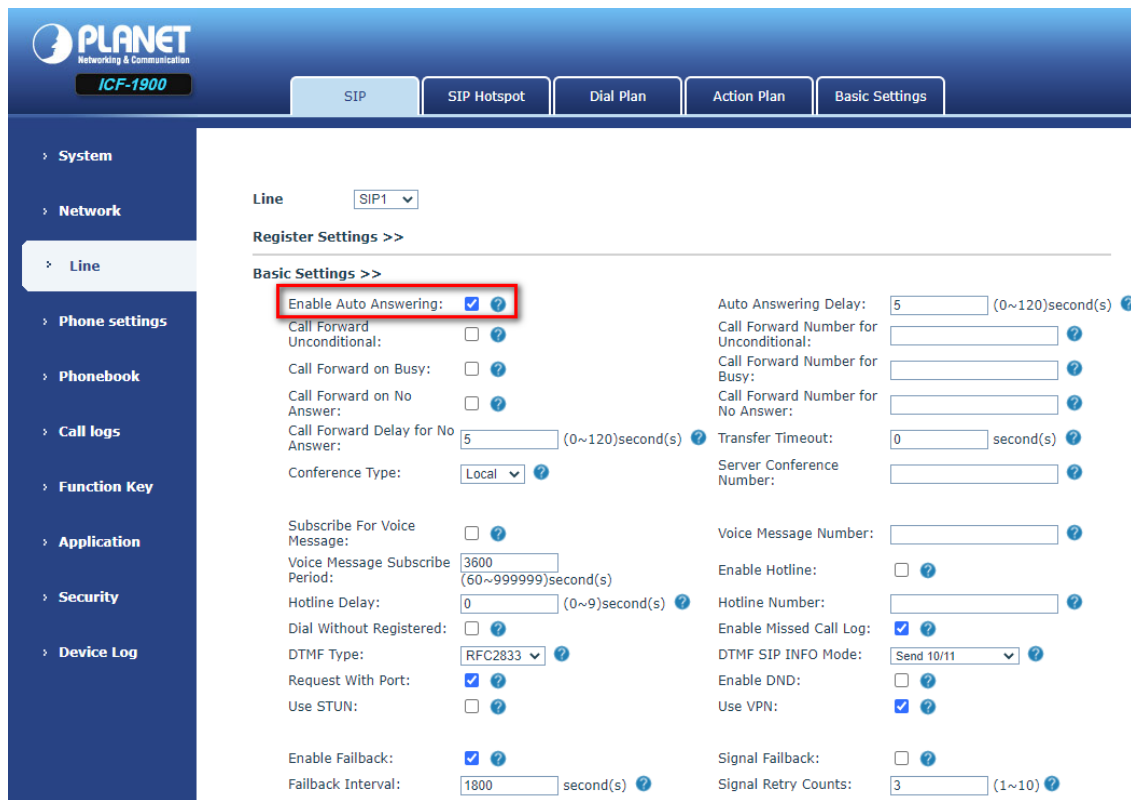 PLANET
Networking & Communication
ICF-1900
SIP
SIP Hotspot
Dial Plan
Action Plan
Basic Settings
› System
› Network
› Line
› Phone settings
› Phonebook
› Call logs
› Function Key
› Application
› Security
› Device Log
Line SIP1
Register Settings >>
Basic Settings >>
Enable Auto Answering: ?
Auto Answering Delay: 5 (0~120)second(s) ?
Call Forward
Unconditional: ?
Call Forward Number for
Unconditional: ?
Call Forward on Busy: ?
Call Forward Number for
Busy: ?
Call Forward on No
Answer: ?
Call Forward Number for
No Answer: ?
Call Forward Delay for No
Answer: 5 (0~120)second(s) ?
Transfer Timeout: 0 second(s) ?
Conference Type: Local ?
Server Conference
Number: ?
Subscribe For Voice
Message: ?
Voice Message Number: ?
Voice Message Subscribe
Period: 3600
(60~999999)second(s)
Enable Hotline: ?
Hotline Delay: 0 (0~9)second(s) ?
Hotline Number: ?
Dial Without Registered: ?
Enable Missed Call Log: ?
DTMF Type: RFC2833 ?
DTMF SIP INFO Mode: Send 10/11 ?
Request With Port: ?
Enable DND: ?
Use STUN: ?
Use VPN: ?
Enable Failback: ?
Signal Failback: ?
Failback Interval: 1800 second(s) ?
Signal Retry Counts: 3 (1~10) ?